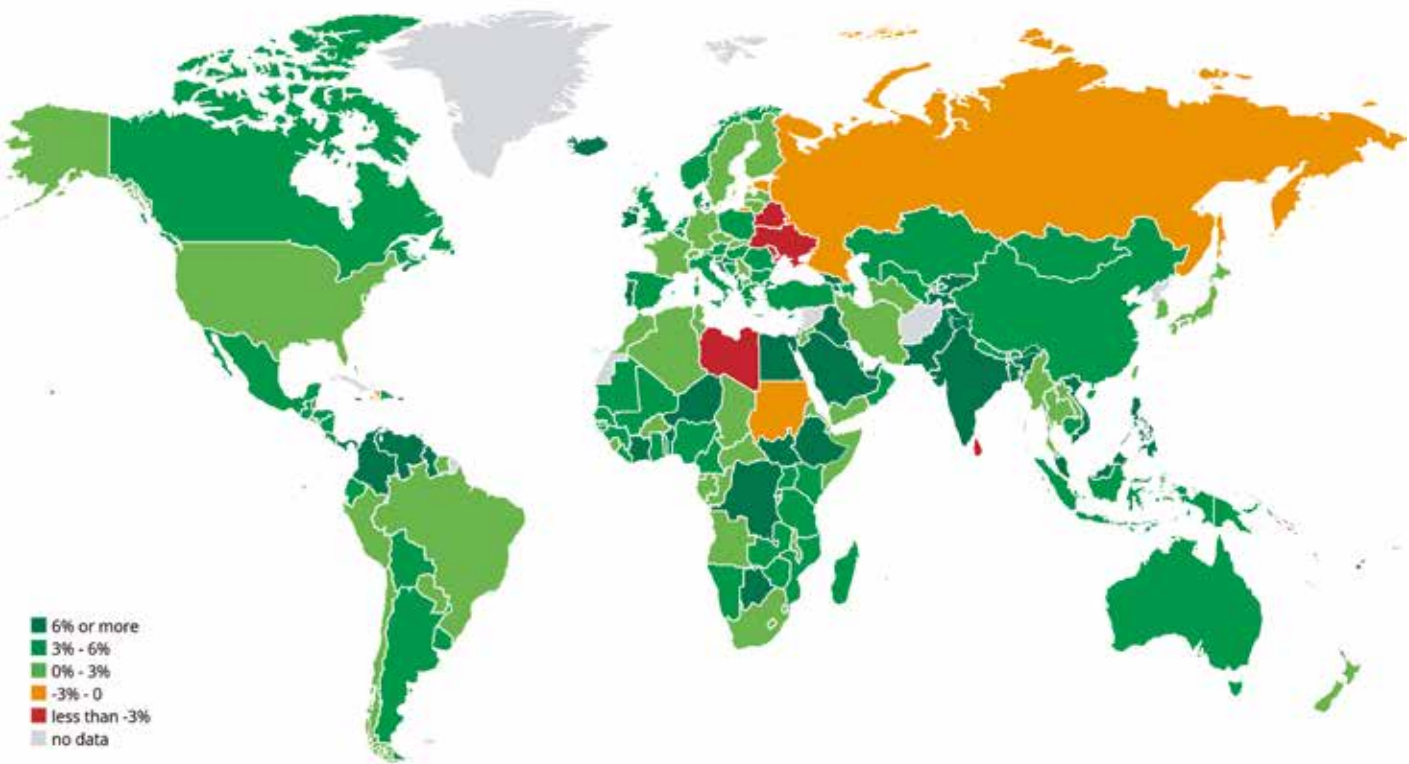 6% or more
3% - 6%
0% - 3%
-3% - 0
less than -3%
no data